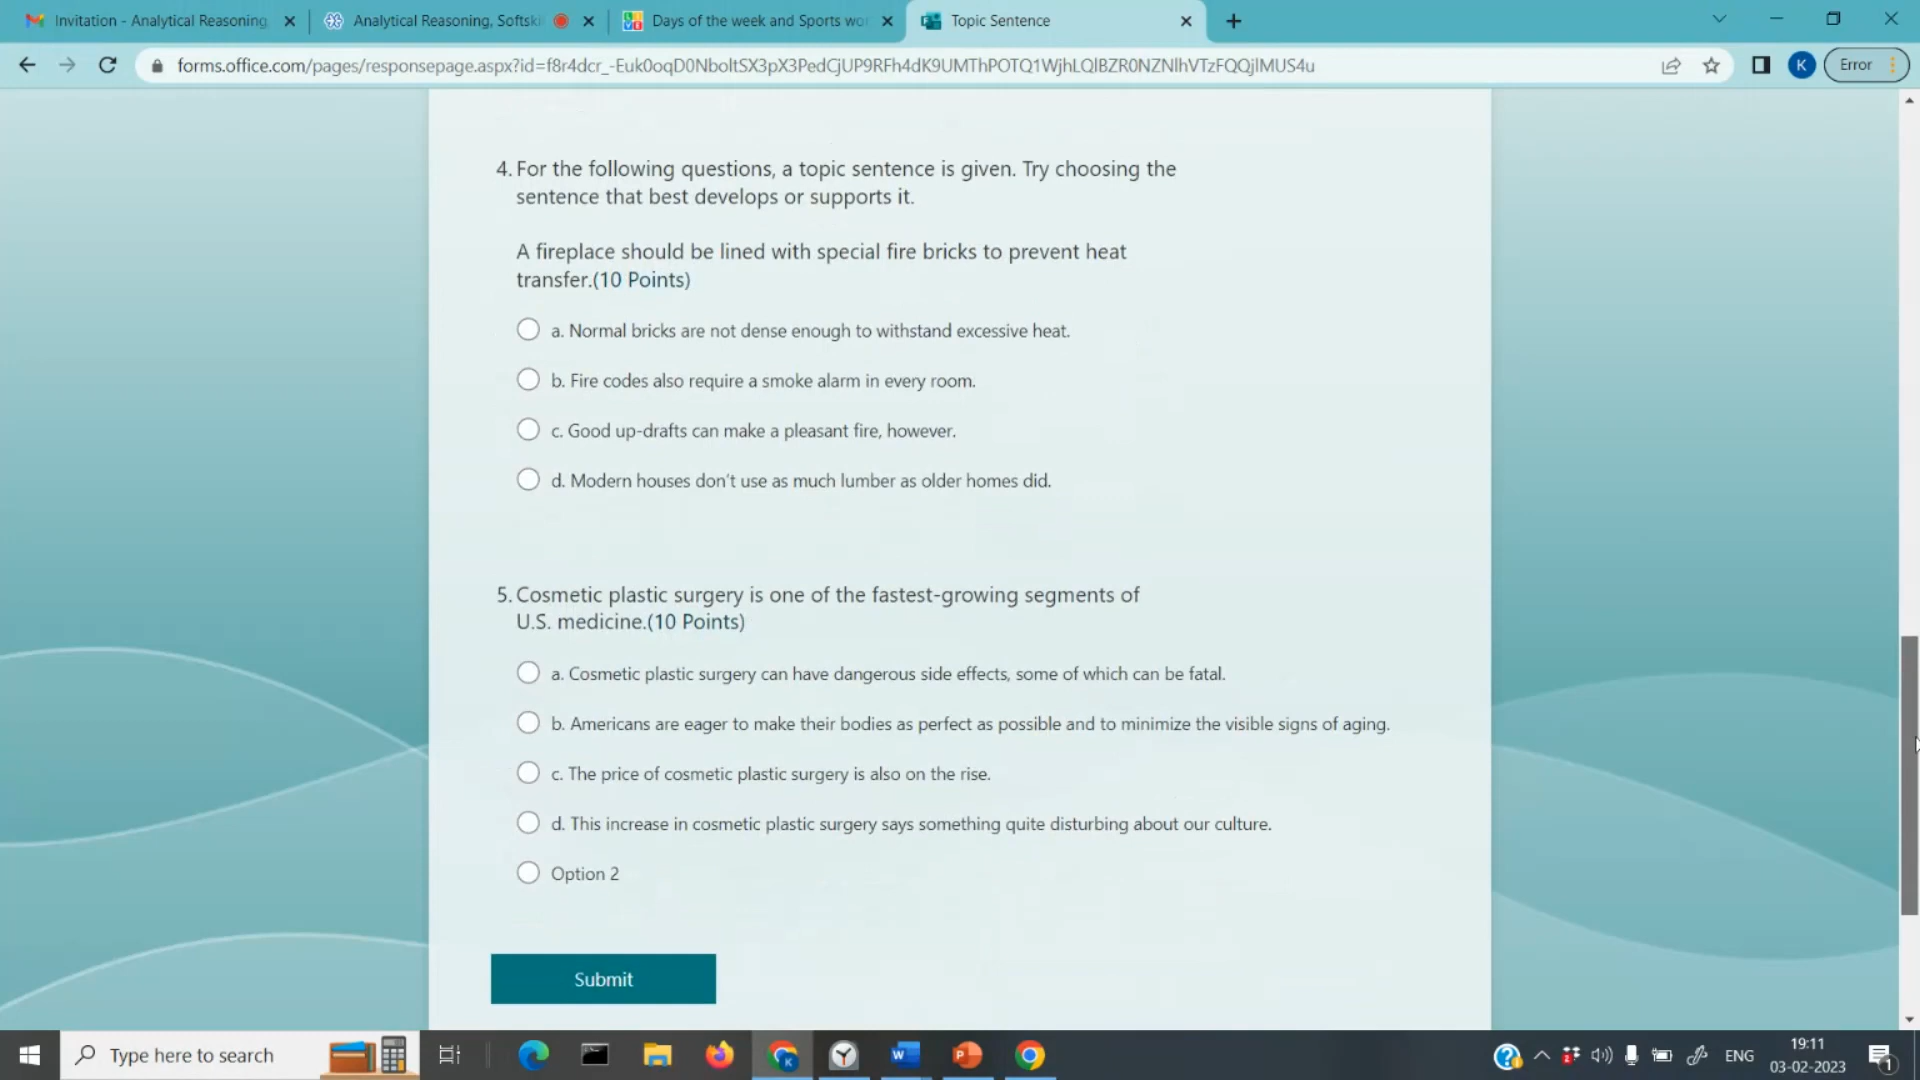 Invitation - Analytical Reasoning,
Analytical Reasoning, Softski
Days of the week and Sports wor
Topic Sentence
forms.office.com/pages/responsepage.aspx?id=f8r4dcr_-Euk0oqD0NboltSX3pX3PedCjUP9RFh4dK9UMThPOTQ1WjhLQlBZR0NZNlhVTzFQQjlMUS4u
K
Error
4. For the following questions, a topic sentence is given. Try choosing the
sentence that best develops or supports it.
A fireplace should be lined with special fire bricks to prevent heat
transfer.(10 Points)
a. Normal bricks are not dense enough to withstand excessive heat.
b. Fire codes also require a smoke alarm in every room.
c. Good up-drafts can make a pleasant fire, however.
d. Modern houses don't use as much lumber as older homes did.
5. Cosmetic plastic surgery is one of the fastest-growing segments of
U.S. medicine.(10 Points)
a. Cosmetic plastic surgery can have dangerous side effects, some of which can be fatal.
b. Americans are eager to make their bodies as perfect as possible and to minimize the visible signs of aging.
c. The price of cosmetic plastic surgery is also on the rise.
d. This increase in cosmetic plastic surgery says something quite disturbing about our culture.
Option 2
Submit
Type here to search
ENG
19:11
03-02-2023
1